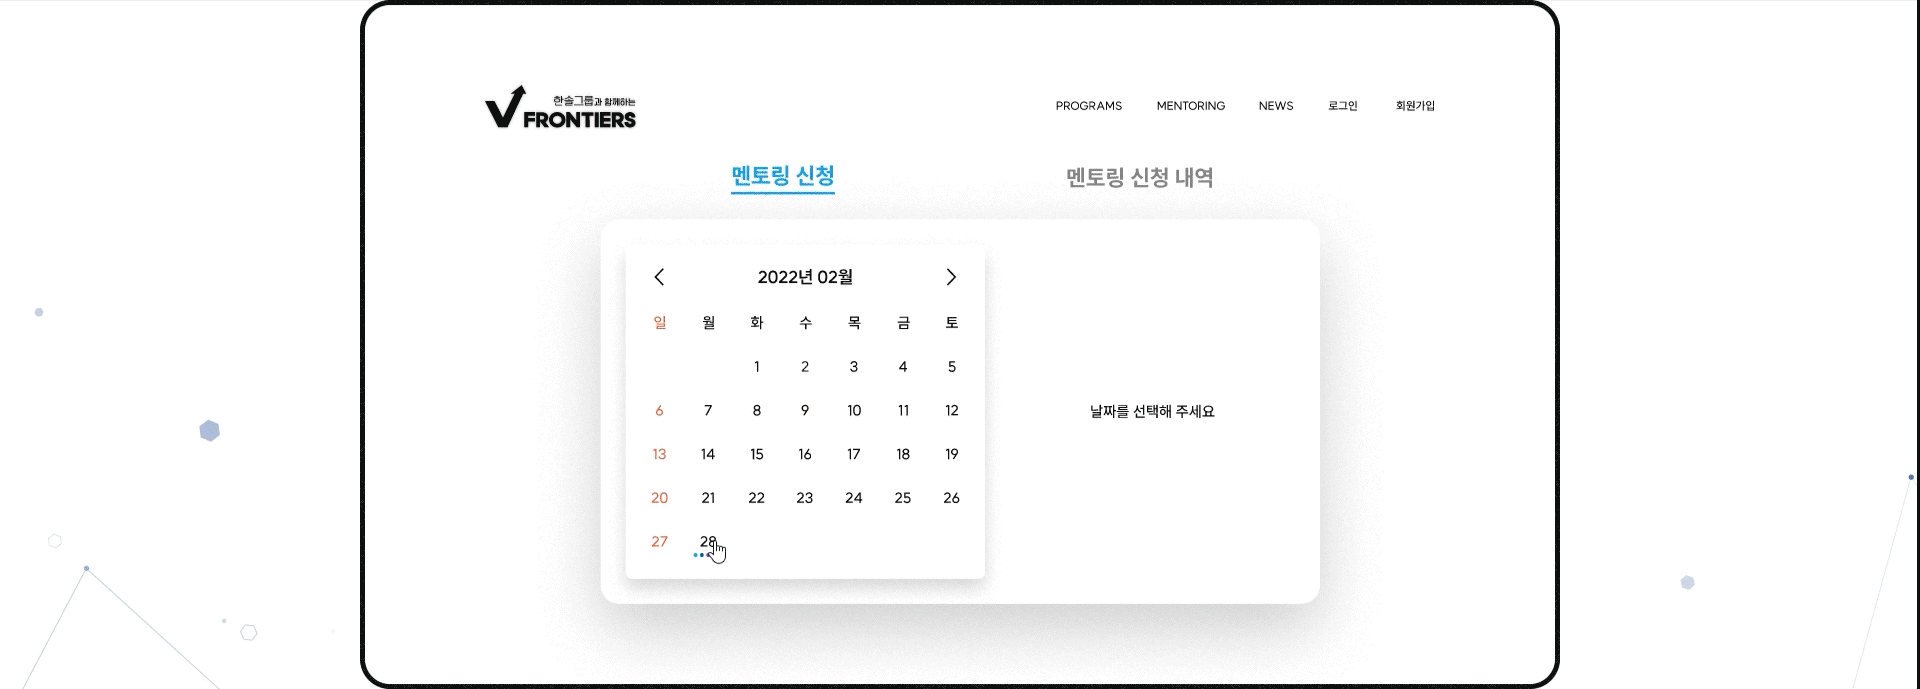 한솔그룹과 함께하는
FRONTIERS
PROGRAMS MENTORING NEWS 로그인 회원가입
멘토링 신청 멘토링 신청 내역
2022년 02월
일 월 화 수 목 금 토
1 2 3 4 5
6 7 8 9 10 11 12
13 14 15 16 17 18 19
20 21 22 23 24 25 26
27 28
날짜를 선택해 주세요